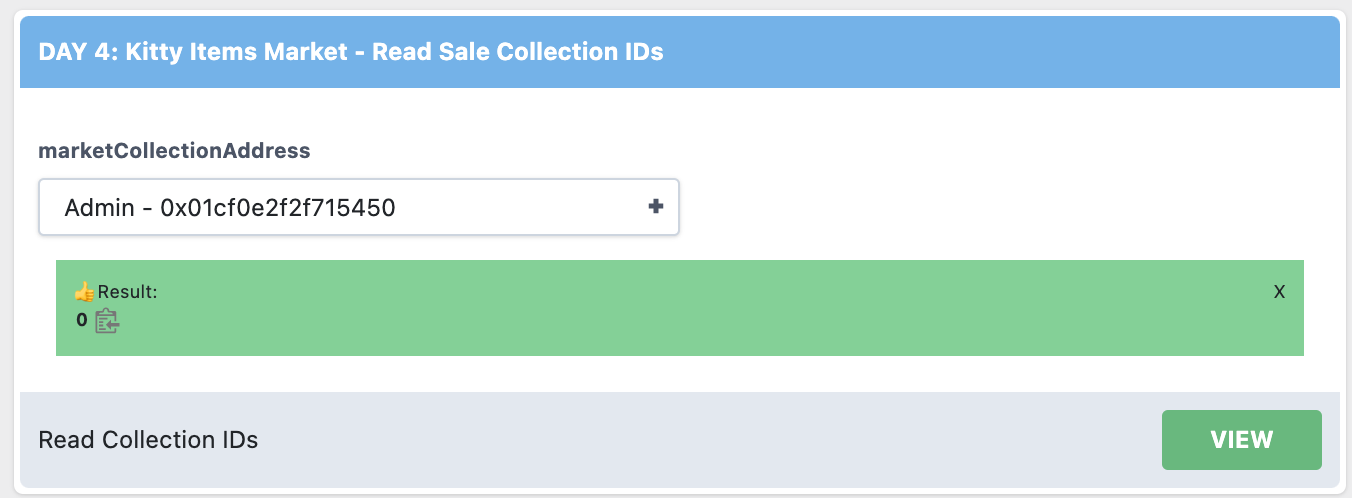 DAY 4: Kitty Items Market - Read Sale Collection IDs
marketCollectionAddress
Admin - 0x01cf0e2f2f715450
👍Result:
X
0
Read Collection IDs
VIEW